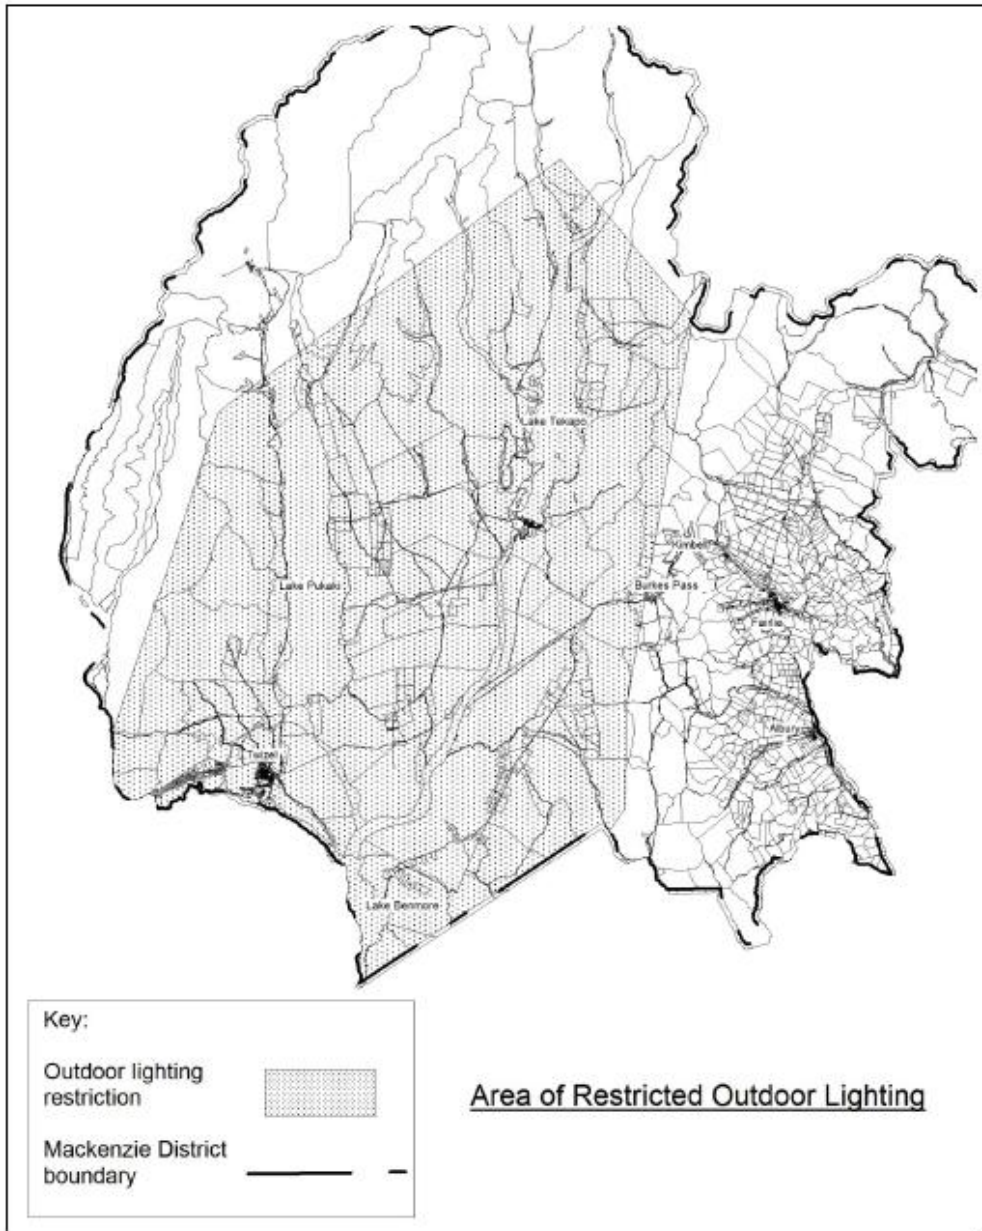 Lake Tekapo
Kimbell
Lake Pukaki
Burkes Pass
Fairlie
Albury
Twizel
Lake Benmore
Key:
Outdoor lighting
restriction
Mackenzie District
boundary
Area of Restricted Outdoor Lighting